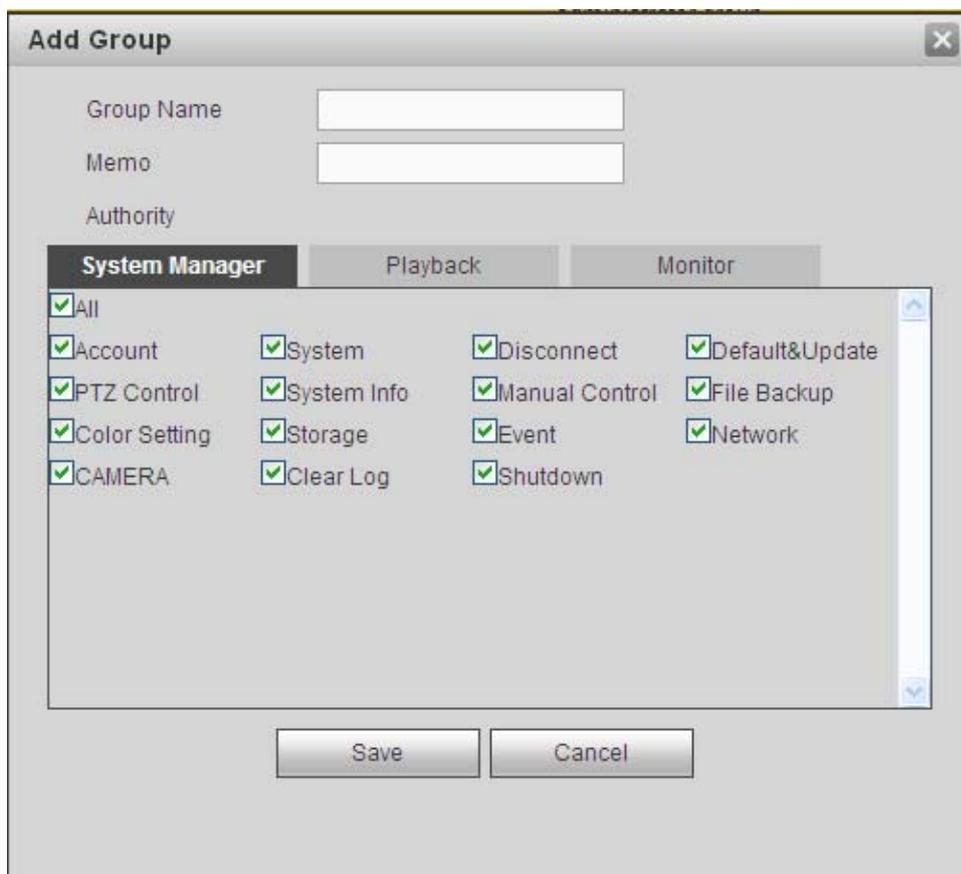 Add Group
Group Name
Memo
Authority
System Manager Playback Monitor
All
Account System Disconnect Default&Update
PTZ Control System Info Manual Control File Backup
Color Setting Storage Event Network
CAMERA Clear Log Shutdown
Save Cancel